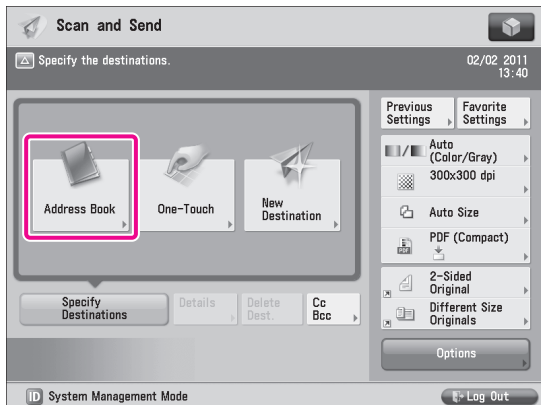 Scan and Send
Specify the destinations.
02/02 2011
13:40
Previous
Settings
Favorite
Settings
Auto
(Color/Gray)
300x300 dpi
Auto Size
PDF (Compact)
2-Sided
Original
Different Size
Originals
Options
Address Book
One-Touch
New
Destination
Specify
Destinations
Details
Delete
Dest.
Cc
Bcc
ID System Management Mode
Log Out